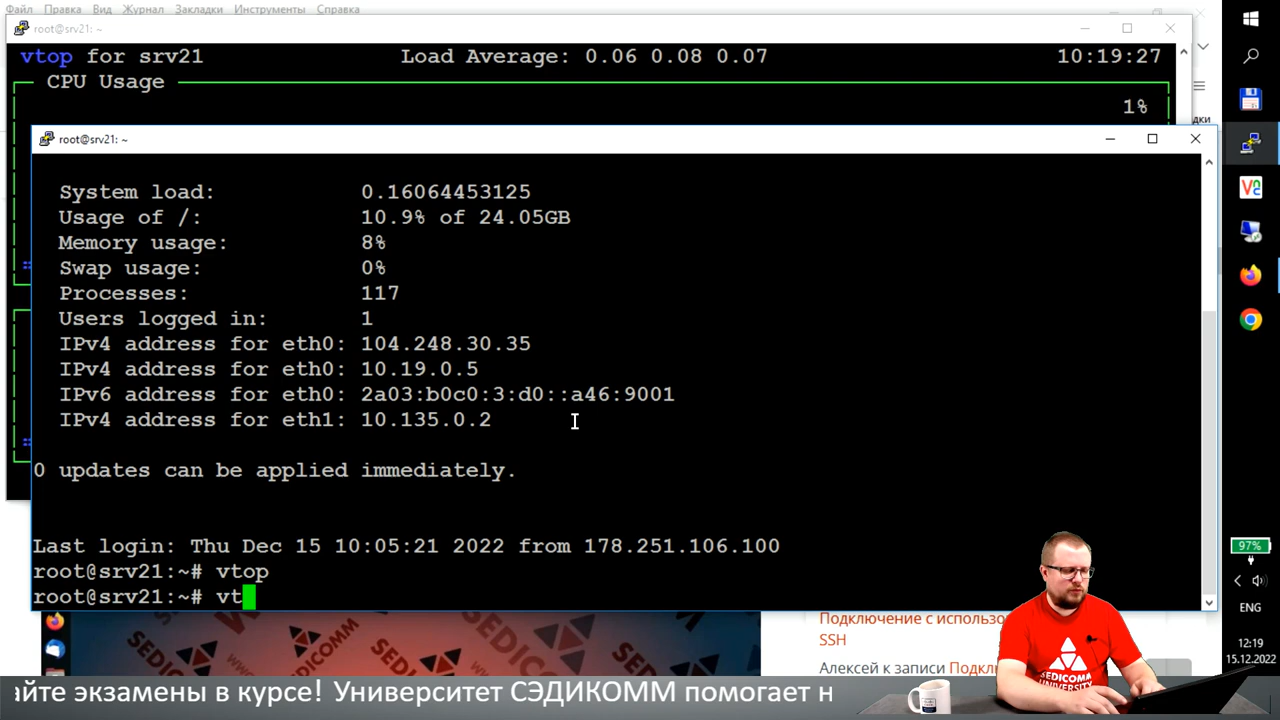 Файл Правка Вид Журнал Закладки Инструменты Справка
root@srv21: ~
vtop for srv21 Load Average: 0.06 0.08 0.07 10:19:27
CPU Usage
1%
root@srv21: ~
System load: 0.16064453125
Usage of /: 10.9% of 24.05GB
Memory usage: 8%
Swap usage: 0%
Processes: 117
Users logged in: 1
IPv4 address for eth0: 104.248.30.35
IPv4 address for eth0: 10.19.0.5
IPv6 address for eth0: 2a03:b0c0:3:d0::a46:9001
IPv4 address for eth1: 10.135.0.2
0 updates can be applied immediately.
Last login: Thu Dec 15 10:05:21 2022 from 178.251.106.100
root@srv21:~# vtop
root@srv21:~# vt
97%
ENG
12:19
15.12.2022
Подключение с использо
SSH
Алексей к записи Подклю
SEDICOMM
SEDICOMM
SEDICOMM
UNIVERSITY
айте экзамены в курсе! Университет СЭДИКОММ помогает н